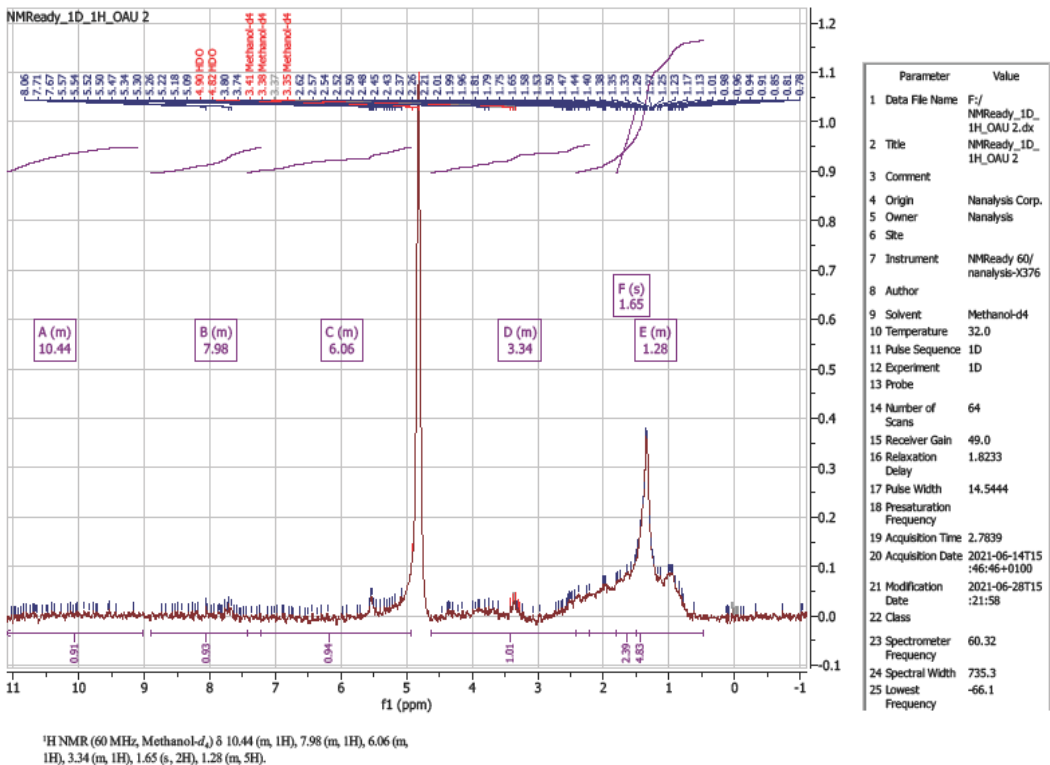 NMReady_1D_1H_OAU 2
8.06
7.71
7.67
5.57
5.54
5.52
5.50
5.47
5.34
5.30
5.26
5.22
5.18
5.09
4.90 HDO
4.82 HDO
3.80
3.74
3.41 Methanol-d4
3.38 Methanol-d4
3.37
3.35 Methanol-d4
2.62
2.57
2.54
2.52
2.50
2.48
2.45
2.43
2.37
2.26
2.21
2.01
1.99
1.96
1.81
1.79
1.75
1.65
1.58
1.53
1.50
1.47
1.44
1.40
1.38
1.35
1.33
1.29
1.25
1.23
1.17
1.13
1.01
0.98
0.96
0.94
0.91
0.85
0.81
0.78
F (s)
1.65
A (m)
10.44
B (m)
7.98
C (m)
6.06
D (m)
3.34
E (m)
1.28
1.2
1.1
1.0
0.9
0.8
0.7
0.6
0.5
0.4
0.3
0.2
0.1
0.0
-0.1
0.91
0.93
0.94
1.01
2.39
4.83
11 10 9 8 7 6 5 4 3 2 1 0 -1
f1 (ppm)
Parameter Value
1 Data File Name F:/
NMReady_1D_
1H_OAU 2.dx
2 Title NMReady_1D_
1H_OAU 2
3 Comment
4 Origin Nanalysis Corp.
5 Owner Nanalysis
6 Site
7 Instrument NMReady 60/
nanalysis-X376
8 Author
9 Solvent Methanol-d4
10 Temperature 32.0
11 Pulse Sequence 1D
12 Experiment 1D
13 Probe
14 Number of 64
Scans
15 Receiver Gain 49.0
16 Relaxation 1.8233
Delay
17 Pulse Width 14.5444
18 Presaturation
Frequency
19 Acquisition Time 2.7839
20 Acquisition Date 2021-06-14T15
:46:46+0100
21 Modification 2021-06-28T15
Date :21:58
22 Class
23 Spectrometer 60.32
Frequency
24 Spectral Width 735.3
25 Lowest -66.1
Frequency
¹H NMR (60 MHz, Methanol-d₄) δ 10.44 (m, 1H), 7.98 (m, 1H), 6.06 (m,
1H), 3.34 (m, 1H), 1.65 (s, 2H), 1.28 (m, 5H).